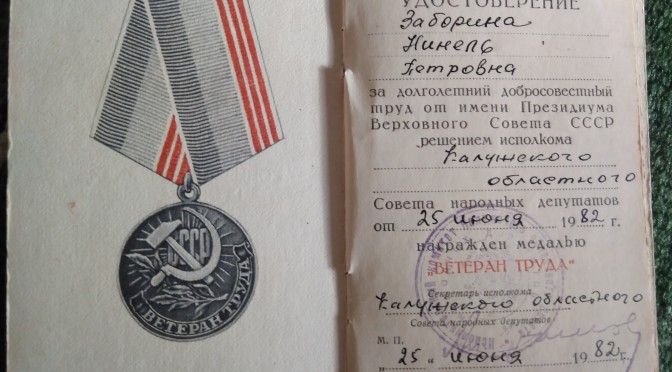 СССР
ВЕТЕРАН ТРУДА
УДОСТОВЕРЕНИЕ
Заборина
Нинель
Петровна
за долголетний добросовестный
труд от имени Президиума
Верховного Совета СССР
решением исполкома
Калужского
областного
Совета народных депутатов
от „25 июня 1982 г.
награжден медалью
"ВЕТЕРАН ТРУДА"
Секретарь исполкома
Калужского областного
Совета народных депутатов
М. П.
„25 " июня 1982 г.